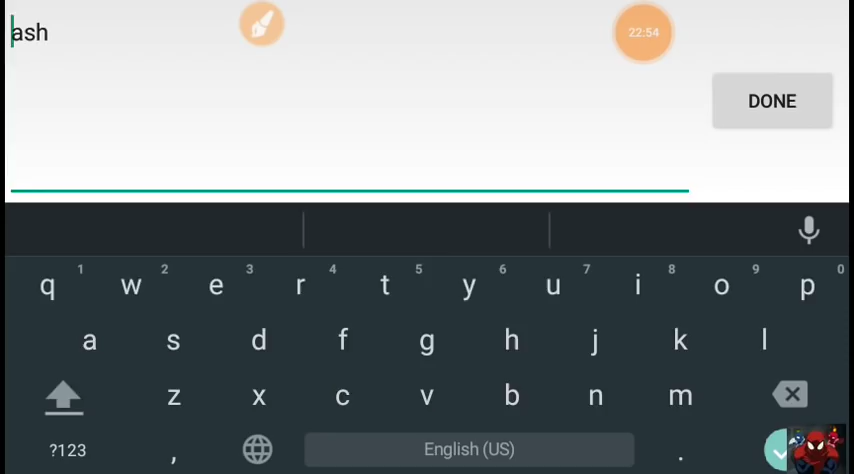 ash
22:54
DONE
1 2 3 4 5 6 7 8 9 0
q w e r t y u i o p
a s d f g h j k l
z x c v b n m
?123 , English (US) .